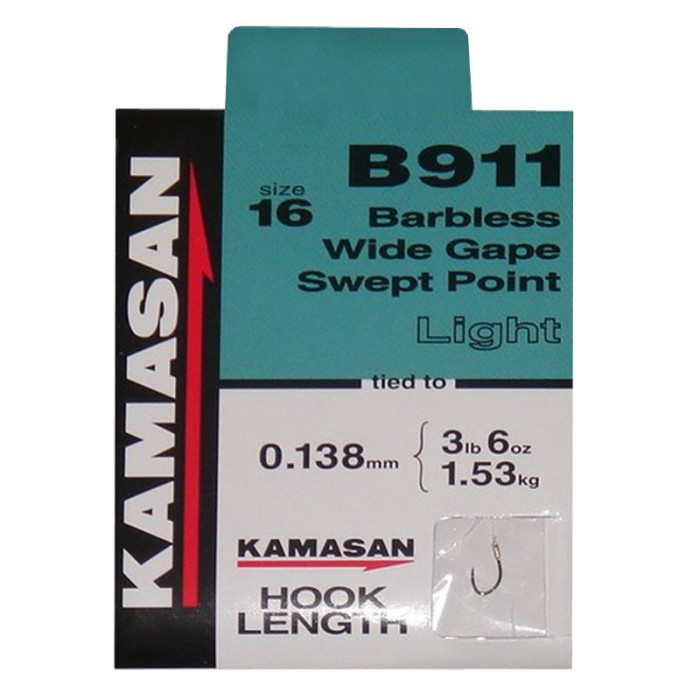 KAMASAN
B911
size
16
Barbless
Wide Gape
Swept Point
Light
tied to
0.138mm
3lb 6oz
1.53kg
KAMASAN
HOOK
LENGTH